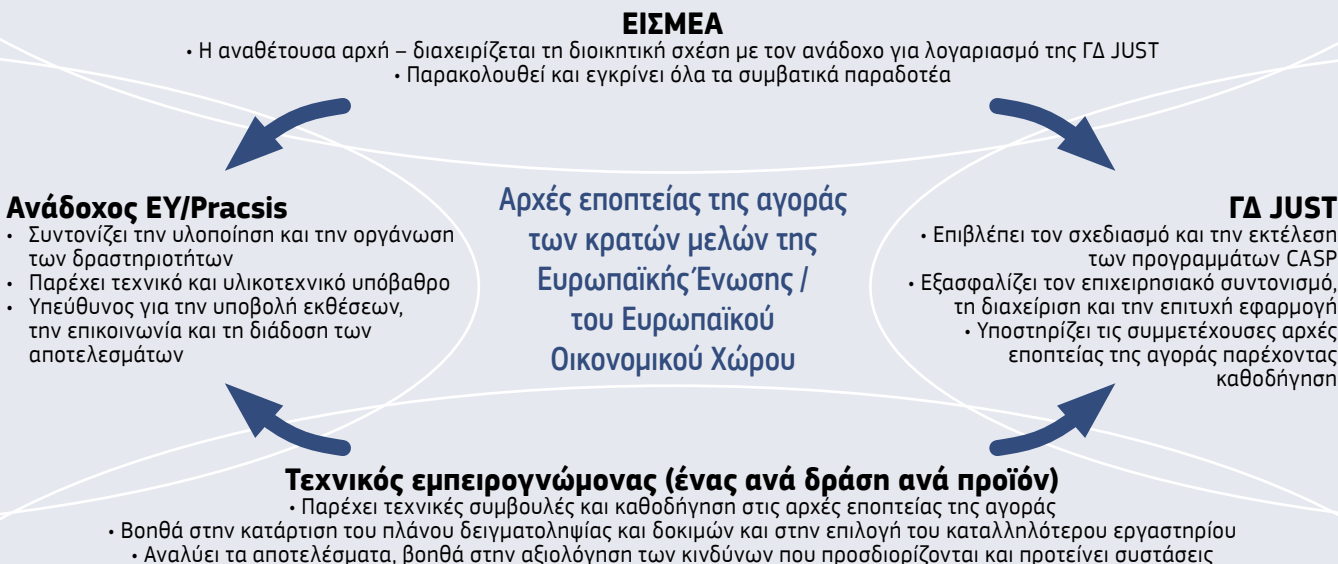 ΕΙΣΜΕΑ
• Η αναθέτουσα αρχή – διαχειρίζεται τη διοικητική σχέση με τον ανάδοχο για λογαριασμό της ΓΔ JUST
• Παρακολουθεί και εγκρίνει όλα τα συμβατικά παραδοτέα
Ανάδοχος EY/Pracsis
• Συντονίζει την υλοποίηση και την οργάνωση
των δραστηριοτήτων
• Παρέχει τεχνικό και υλικοτεχνικό υπόβαθρο
• Υπεύθυνος για την υποβολή εκθέσεων,
την επικοινωνία και τη διάδοση των
αποτελεσμάτων
Αρχές εποπτείας της αγοράς
των κρατών μελών της
Ευρωπαϊκής Ένωσης /
του Ευρωπαϊκού
Οικονομικού Χώρου
ΓΔ JUST
• Επιβλέπει τον σχεδιασμό και την εκτέλεση
των προγραμμάτων CASP
• Εξασφαλίζει τον επιχειρησιακό συντονισμό,
τη διαχείριση και την επιτυχή εφαρμογή
• Υποστηρίζει τις συμμετέχουσες αρχές
εποπτείας της αγοράς παρέχοντας
καθοδήγηση
Τεχνικός εμπειρογνώμονας (ένας ανά δράση ανά προϊόν)
• Παρέχει τεχνικές συμβουλές και καθοδήγηση στις αρχές εποπτείας της αγοράς
• Βοηθά στην κατάρτιση του πλάνου δειγματοληψίας και δοκιμών και στην επιλογή του καταλληλότερου εργαστηρίου
• Αναλύει τα αποτελέσματα, βοηθά στην αξιολόγηση των κινδύνων που προσδιορίζονται και προτείνει συστάσεις